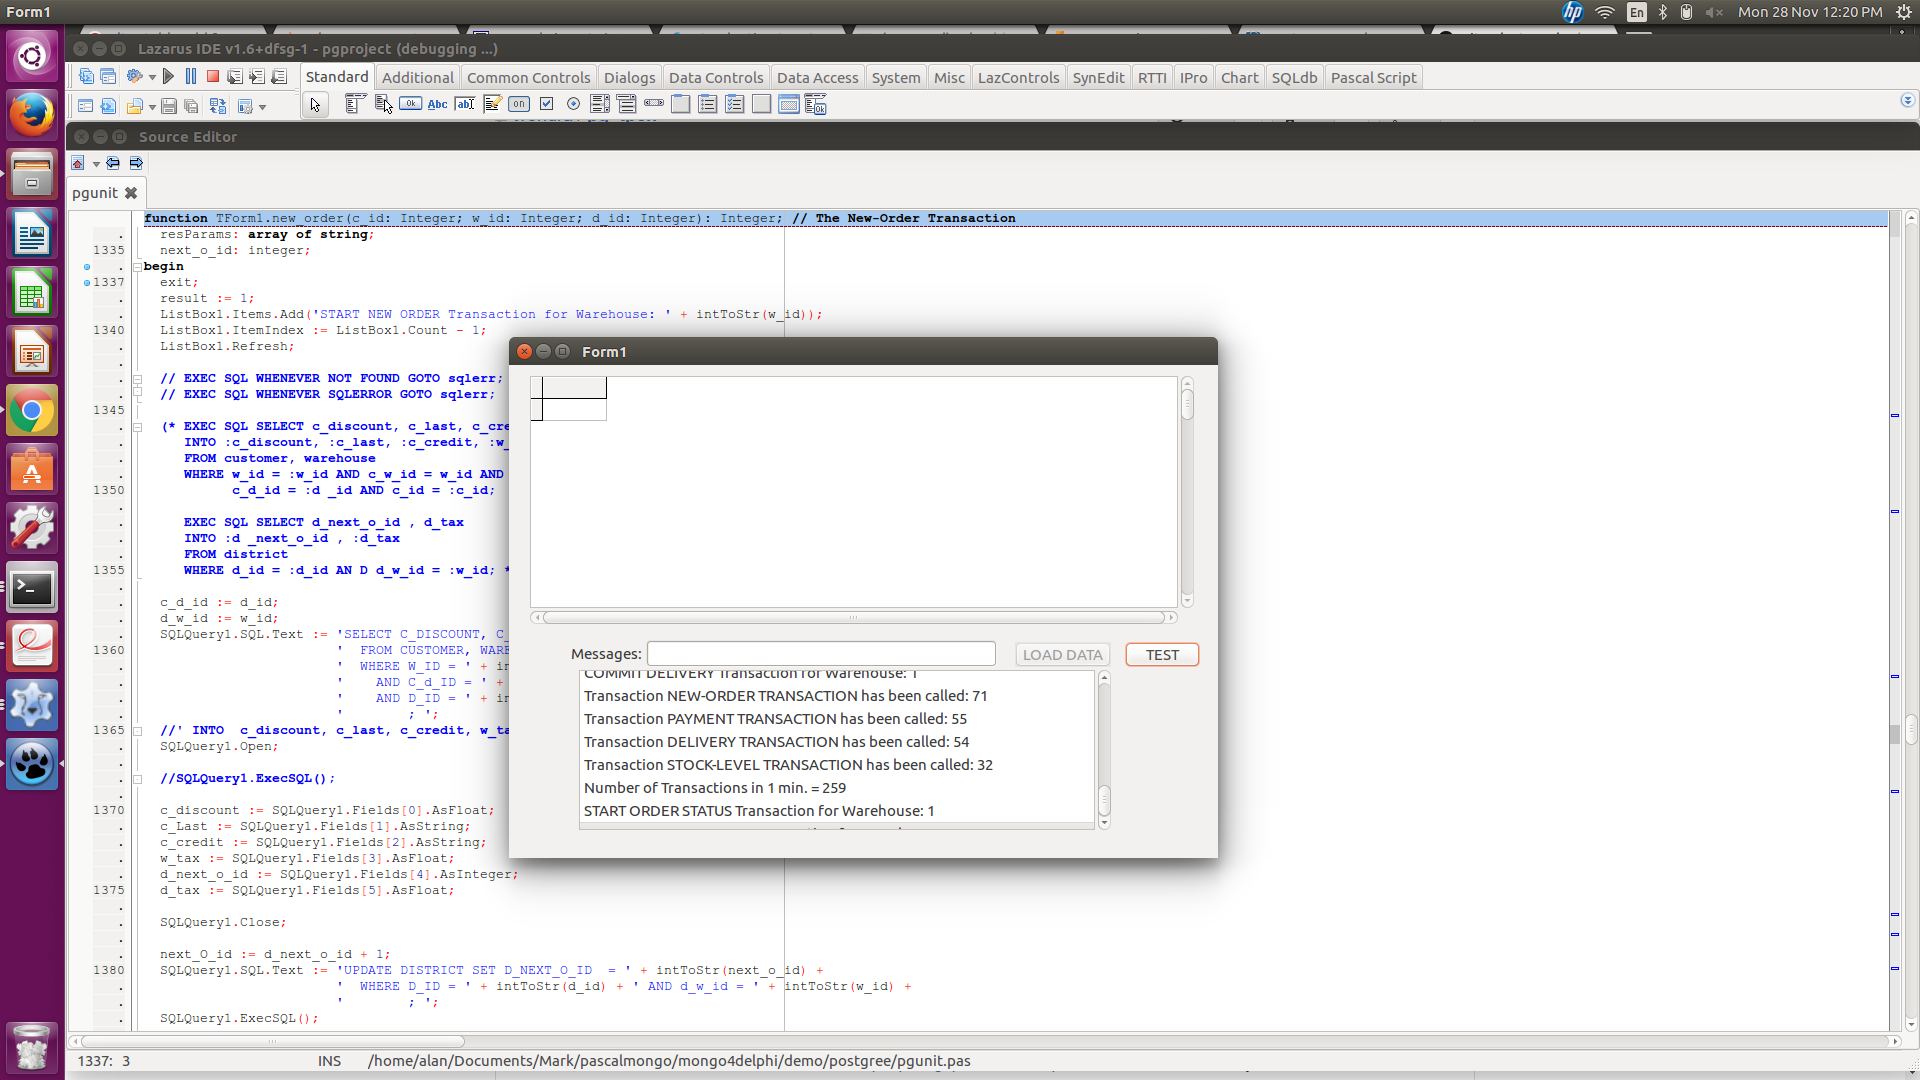 Form1
En
Mon 28 Nov 12:20 PM
Lazarus IDE v1.6+dfsg-1 - pgproject (debugging ...)
Standard Additional Common Controls Dialogs Data Controls Data Access System Misc LazControls SynEdit RTTI IPro Chart SQLdb Pascal Script
Ok Abc ab on Ok
Source Editor
pgunit
function TForm1.new_order(c_id: Integer; w_id: Integer; d_id: Integer): Integer; // The New-Order Transaction
resParams: array of string;
1335 next_o_id: integer;
begin
1337 exit;
result := 1;
ListBox1.Items.Add('START NEW ORDER Transaction for Warehouse: ' + intToStr(w_id));
1340 ListBox1.ItemIndex := ListBox1.Count - 1;
ListBox1.Refresh;
// EXEC SQL WHENEVER NOT FOUND GOTO sqlerr;
// EXEC SQL WHENEVER SQLERROR GOTO sqlerr;
1345
(* EXEC SQL SELECT c_discount, c_last, c_cre
INTO :c_discount, :c_last, :c_credit, :w_
FROM customer, warehouse
WHERE w_id = :w_id AND c_w_id = w_id AND
1350 c_d_id = :d _id AND c_id = :c_id;
EXEC SQL SELECT d_next_o_id , d_tax
INTO :d _next_o_id , :d_tax
FROM district
1355 WHERE d_id = :d_id AN D d_w_id = :w_id; *
c_d_id := d_id;
d_w_id := w_id;
SQLQuery1.SQL.Text := 'SELECT C_DISCOUNT, C_
1360 ' FROM CUSTOMER, WARE
' WHERE W_ID = ' + in
' AND C_d_ID = ' +
' AND D_ID = ' + in
' ; ';
1365 //' INTO c_discount, c_last, c_credit, w_ta
SQLQuery1.Open;
//SQLQuery1.ExecSQL();
1370 c_discount := SQLQuery1.Fields[0].AsFloat;
c_Last := SQLQuery1.Fields[1].AsString;
c_credit := SQLQuery1.Fields[2].AsString;
w_tax := SQLQuery1.Fields[3].AsFloat;
d_next_o_id := SQLQuery1.Fields[4].AsInteger;
1375 d_tax := SQLQuery1.Fields[5].AsFloat;
SQLQuery1.Close;
next_O_id := d_next_o_id + 1;
1380 SQLQuery1.SQL.Text := 'UPDATE DISTRICT SET D_NEXT_O_ID = ' + intToStr(next_o_id) +
' WHERE D_ID = ' + intToStr(d_id) + ' AND d_w_id = ' + intToStr(w_id) +
' ; ';
SQLQuery1.ExecSQL();
Form1
Messages: LOAD DATA TEST
COMMIT DELIVERY Transaction for Warehouse: 1
Transaction NEW-ORDER TRANSACTION has been called: 71
Transaction PAYMENT TRANSACTION has been called: 55
Transaction DELIVERY TRANSACTION has been called: 54
Transaction STOCK-LEVEL TRANSACTION has been called: 32
Number of Transactions in 1 min. = 259
START ORDER STATUS Transaction for Warehouse: 1
1337: 3 INS /home/alan/Documents/Mark/pascalmongo/mongo4delphi/demo/postgree/pgunit.pas